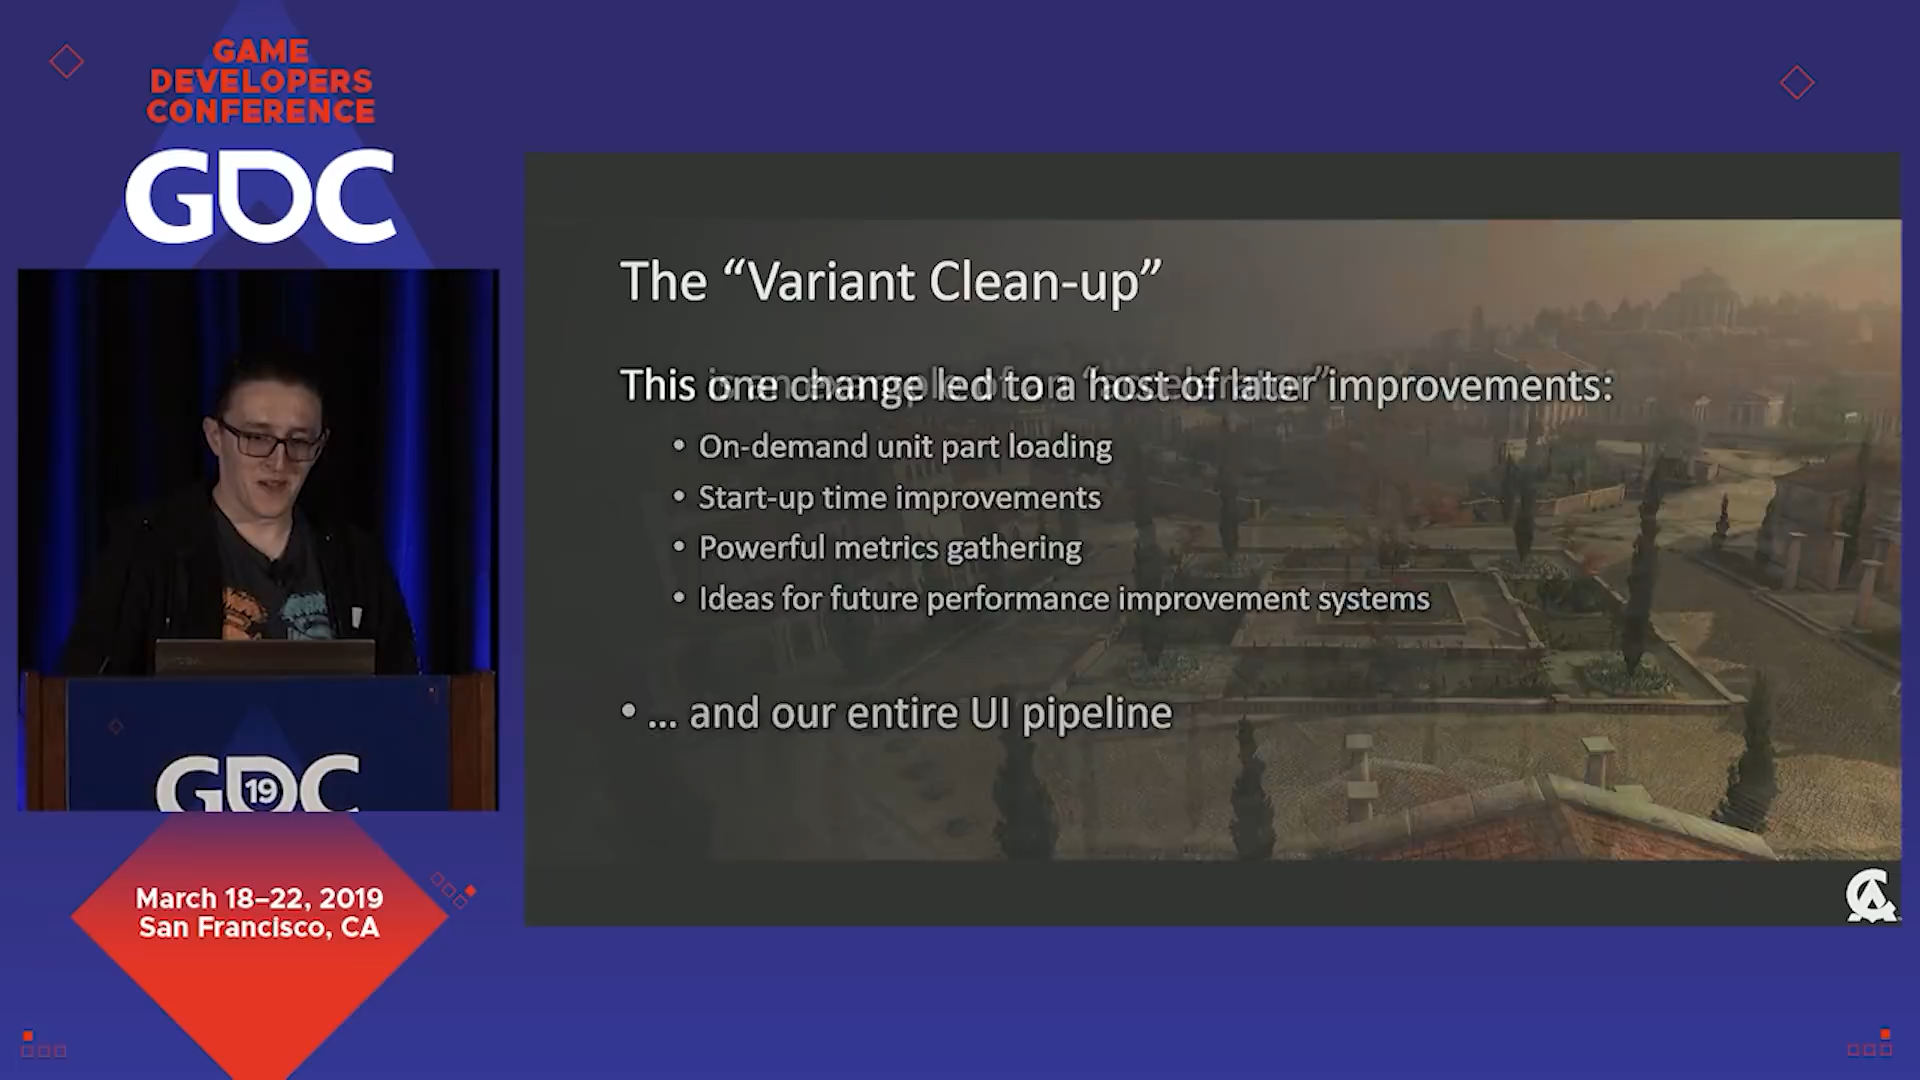 GAME
DEVELOPERS
CONFERENCE
GDC
The “Variant Clean-up”
This one change led to a host of later improvements:
• On-demand unit part loading
• Start-up time improvements
• Powerful metrics gathering
• Ideas for future performance improvement systems
• ... and our entire UI pipeline
GDC
19
March 18–22, 2019
San Francisco, CA